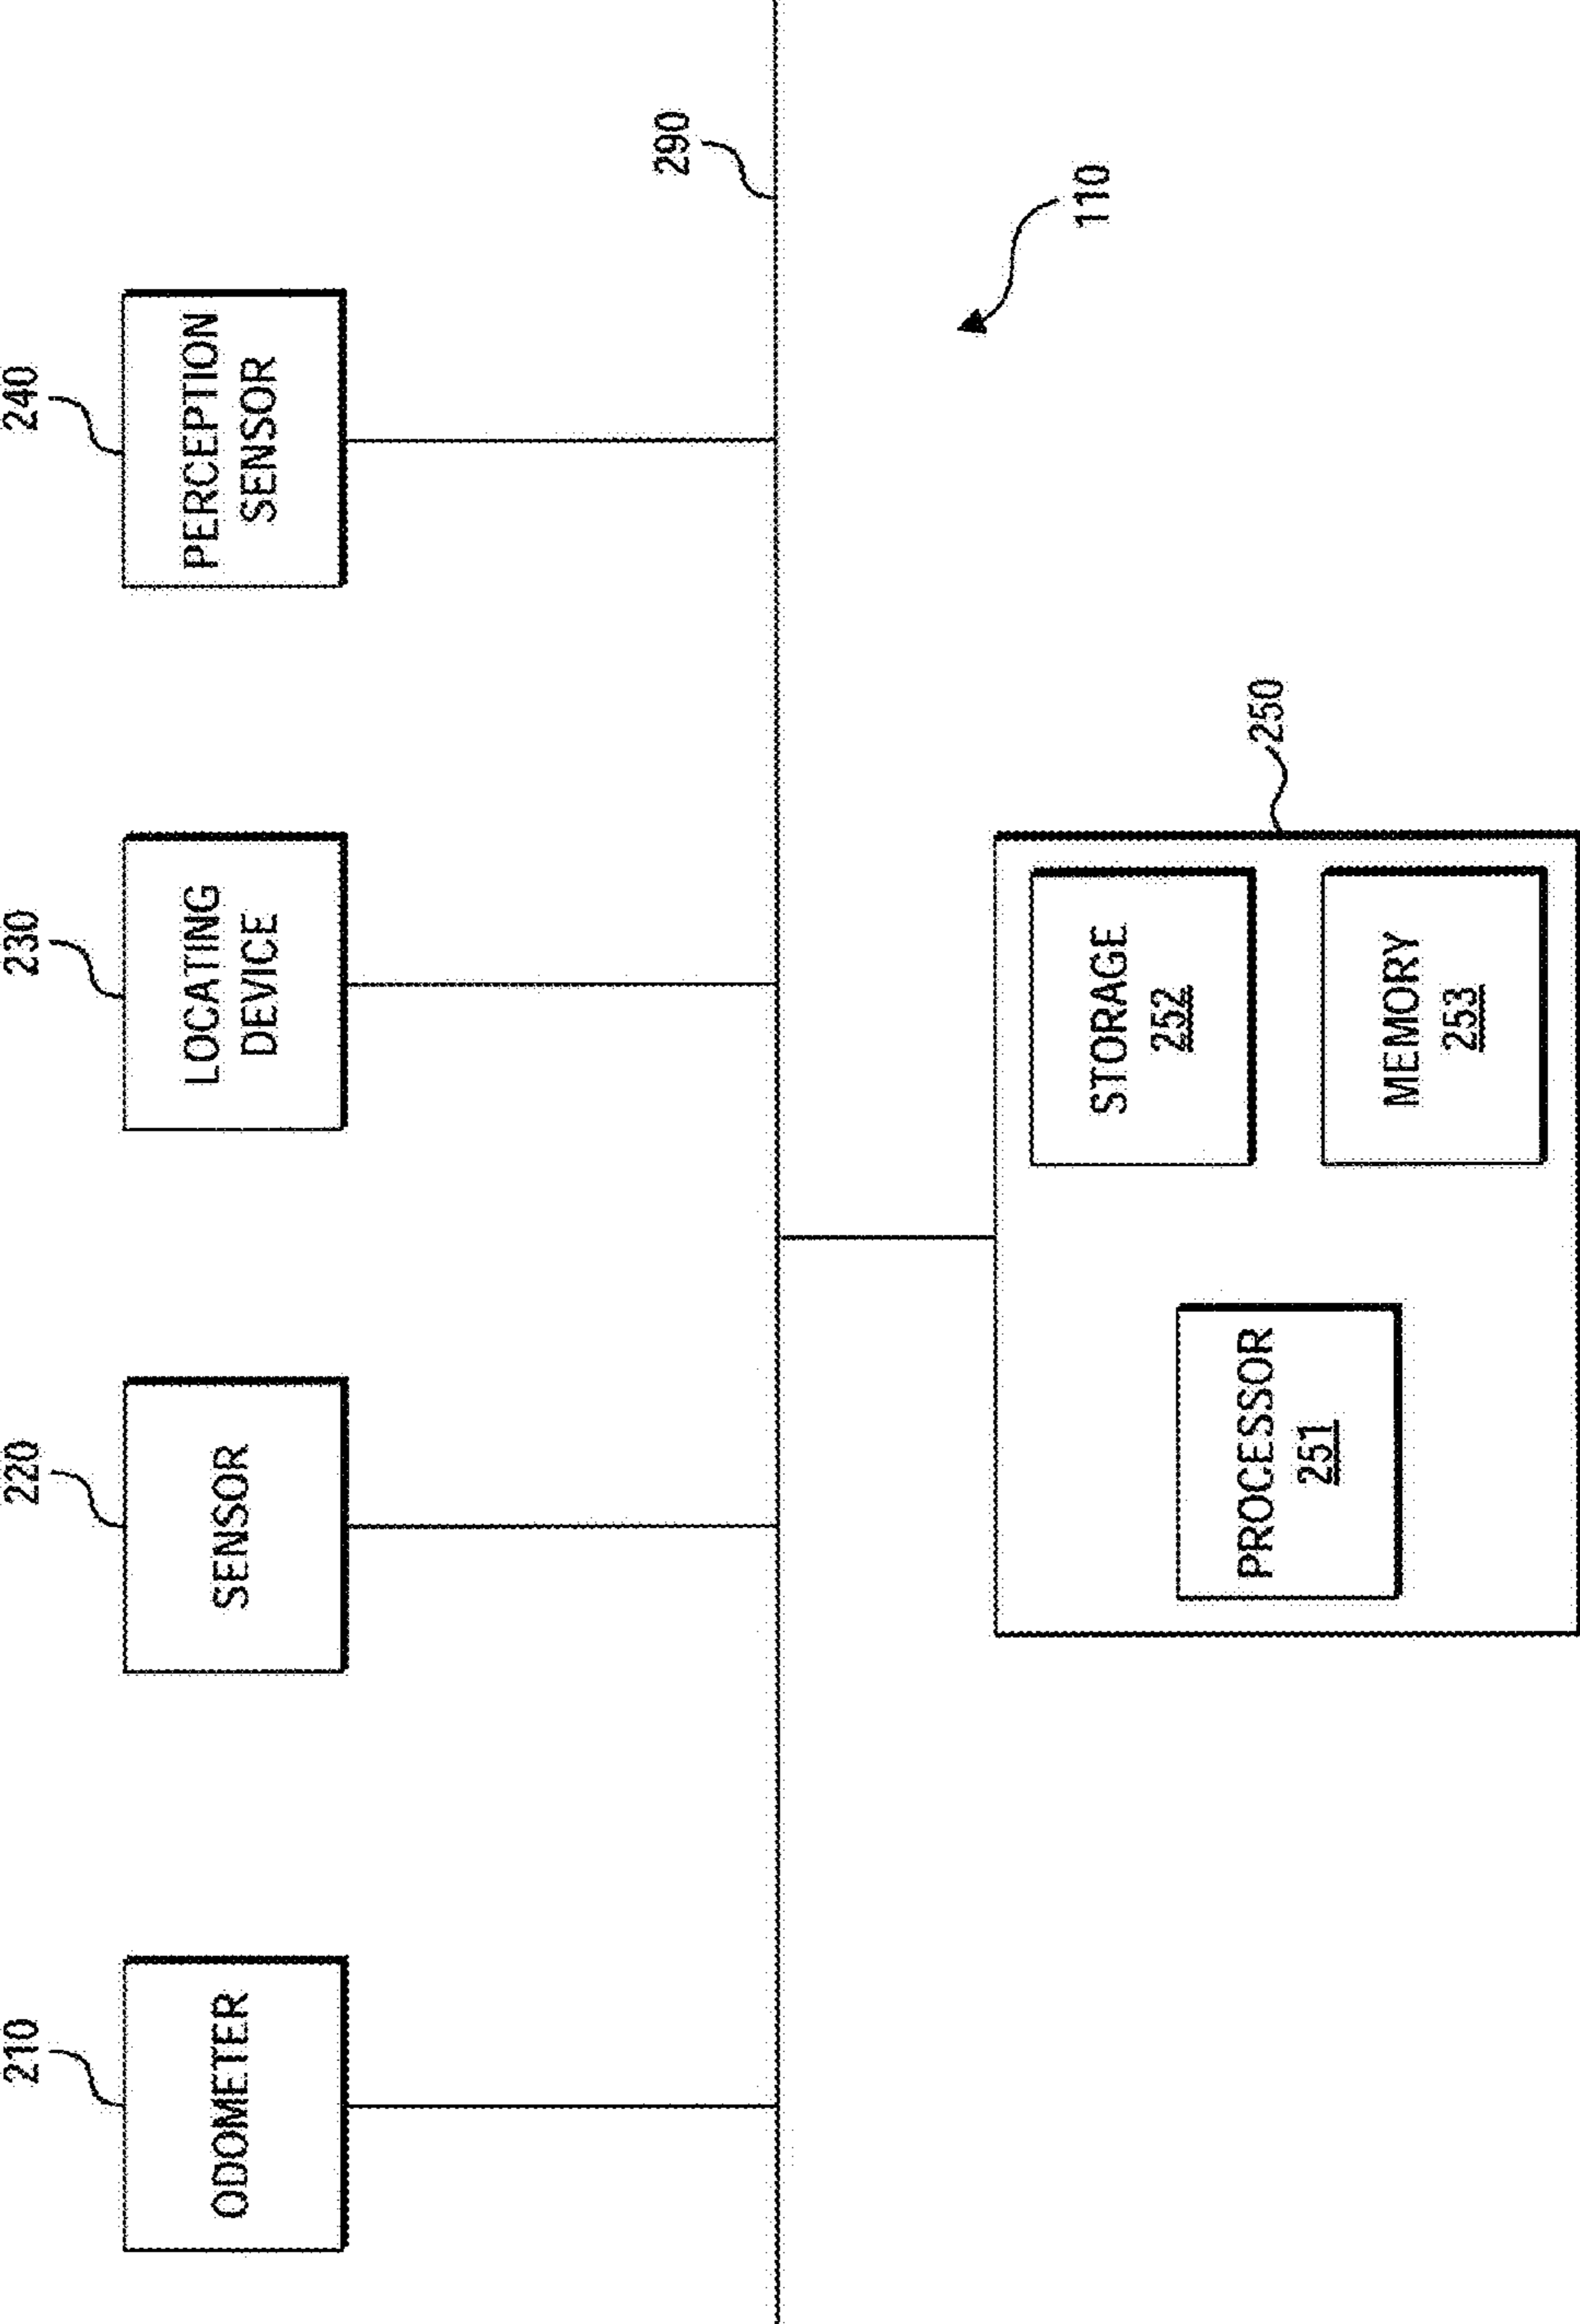 210
220
230
240
ODOMETER
SENSOR
LOCATING
DEVICE
PERCEPTION
SENSOR
290
110
STORAGE
252
PROCESSOR
251
250
MEMORY
253